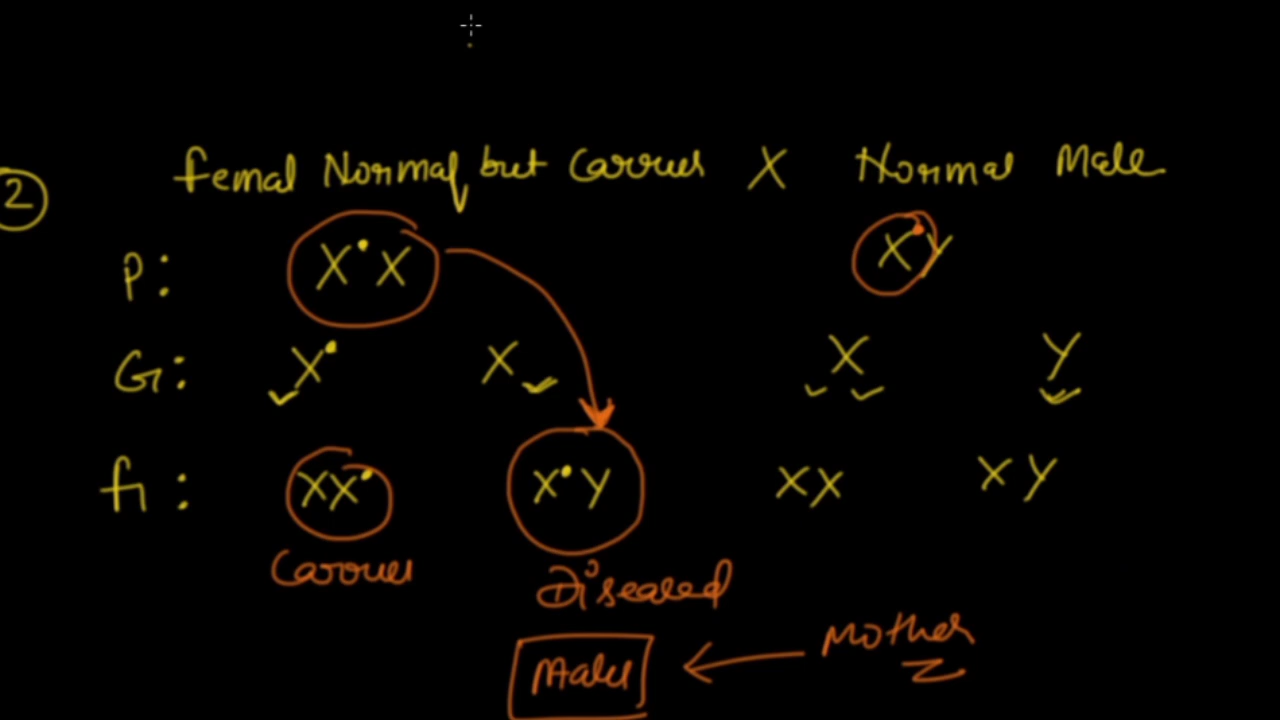 2 femal Normal but Carrier X Normal Male
P: X•X X•Y
G: X• X X Y
f1: XX• X•Y XX XY
Carrier Diseased
Male ← Mother